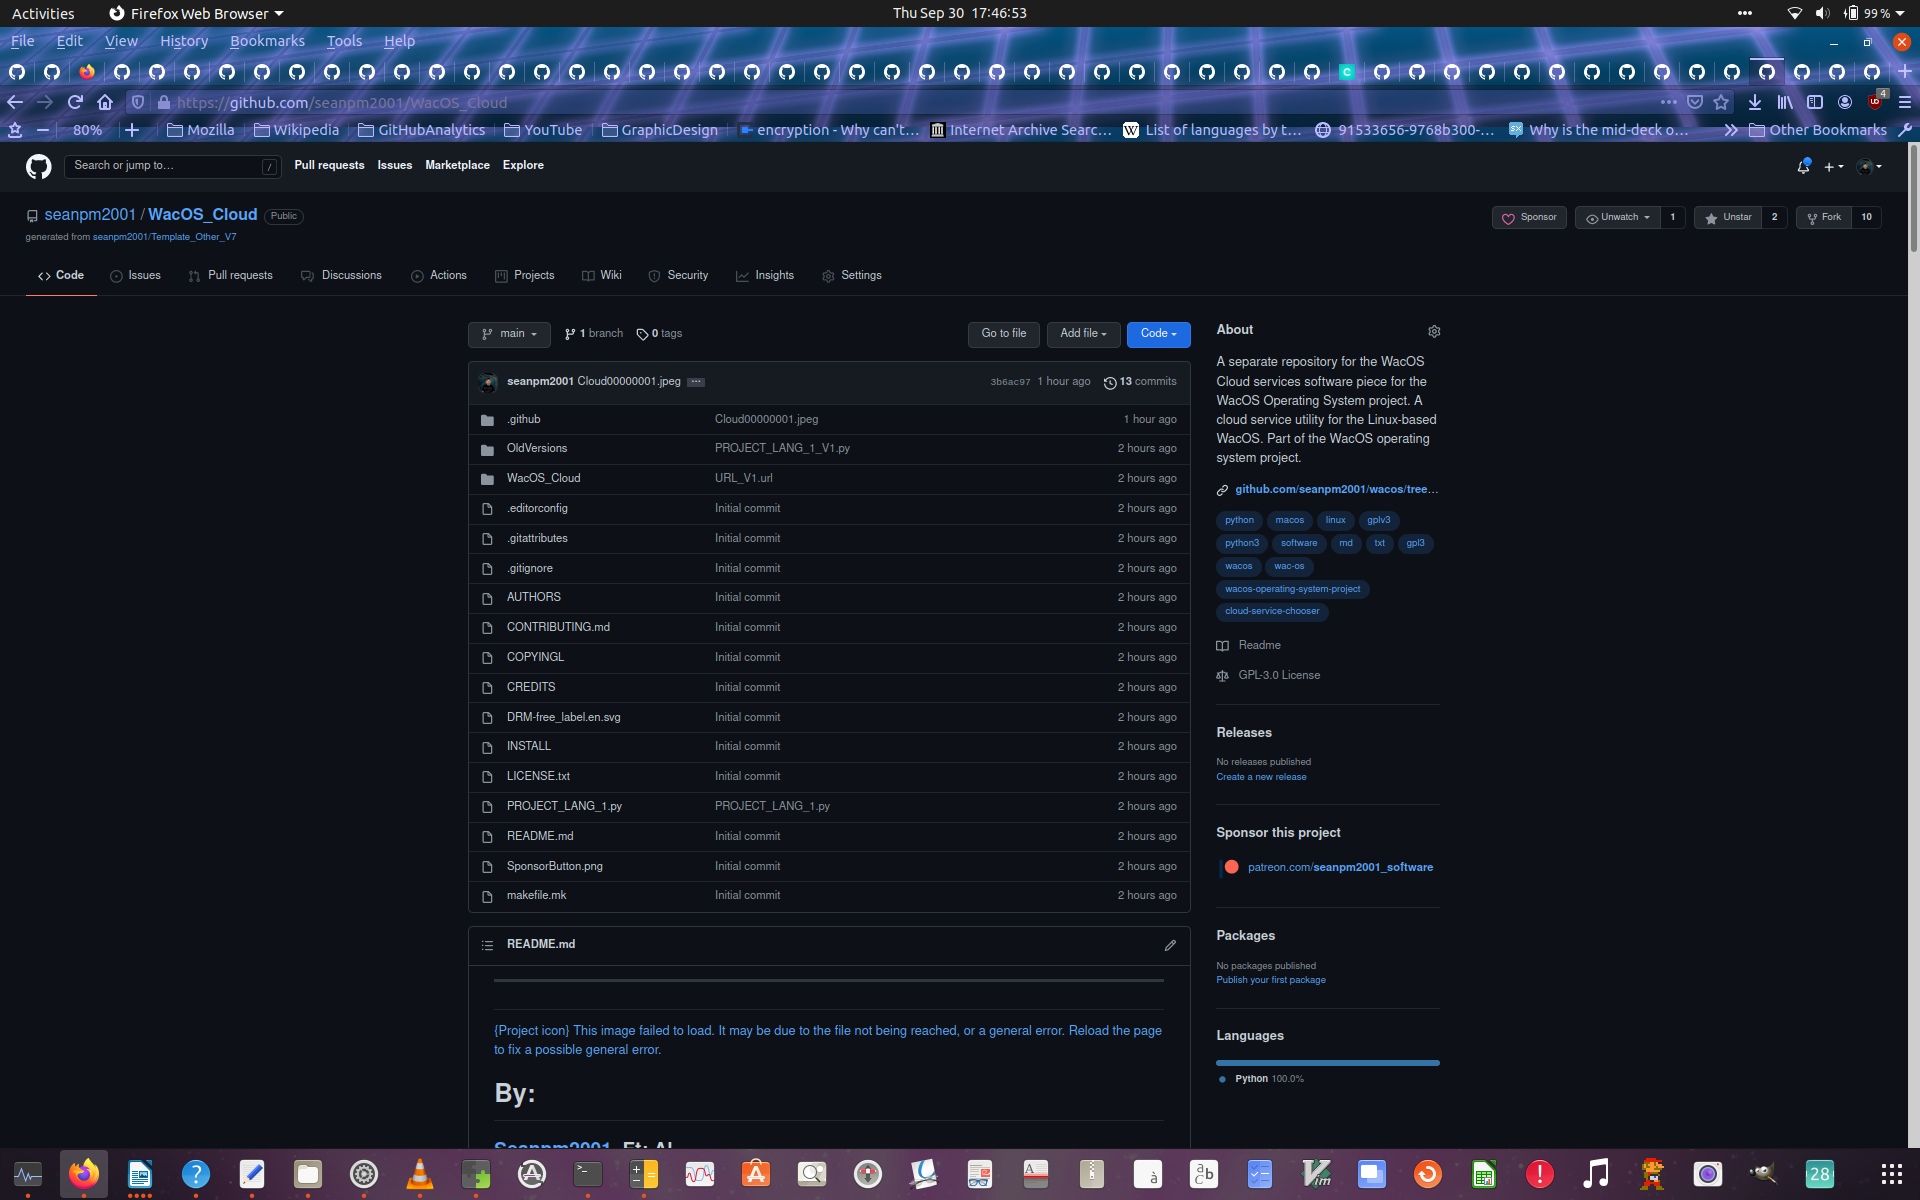 Activities Firefox Web Browser Thu Sep 30 17:46:53 99 %
File Edit View History Bookmarks Tools Help
https://github.com/seanpm2001/WacOS_Cloud 4
80% Mozilla Wikipedia GitHubAnalytics YouTube GraphicDesign encryption - Why can't… Internet Archive Searc… List of languages by t… 91533656-9768b300-… Why is the mid-deck o… Other Bookmarks
Search or jump to… / Pull requests Issues Marketplace Explore
seanpm2001 / WacOS_Cloud Public Sponsor Unwatch 1 Unstar 2 Fork 10
generated from seanpm2001/Template_Other_V7
Code Issues Pull requests Discussions Actions Projects Wiki Security Insights Settings
main 1 branch 0 tags Go to file Add file Code
seanpm2001 Cloud00000001.jpeg 3b6ac97 1 hour ago 13 commits
.github Cloud00000001.jpeg 1 hour ago
OldVersions PROJECT_LANG_1_V1.py 2 hours ago
WacOS_Cloud URL_V1.url 2 hours ago
.editorconfig Initial commit 2 hours ago
.gitattributes Initial commit 2 hours ago
.gitignore Initial commit 2 hours ago
AUTHORS Initial commit 2 hours ago
CONTRIBUTING.md Initial commit 2 hours ago
COPYINGL Initial commit 2 hours ago
CREDITS Initial commit 2 hours ago
DRM-free_label.en.svg Initial commit 2 hours ago
INSTALL Initial commit 2 hours ago
LICENSE.txt Initial commit 2 hours ago
PROJECT_LANG_1.py PROJECT_LANG_1.py 2 hours ago
README.md Initial commit 2 hours ago
SponsorButton.png Initial commit 2 hours ago
makefile.mk Initial commit 2 hours ago
README.md
{Project icon} This image failed to load. It may be due to the file not being reached, or a general error. Reload the page
to fix a possible general error.
By:
Seanpm2001, Et; Al.
About
A separate repository for the WacOS
Cloud services software piece for the
WacOS Operating System project. A
cloud service utility for the Linux-based
WacOS. Part of the WacOS operating
system project.
github.com/seanpm2001/wacos/tree…
python macos linux gplv3
python3 software md txt gpl3
wacos wac-os
wacos-operating-system-project
cloud-service-chooser
Readme
GPL-3.0 License
Releases
No releases published
Create a new release
Sponsor this project
patreon.com/seanpm2001_software
Packages
No packages published
Publish your first package
Languages
Python 100.0%
28